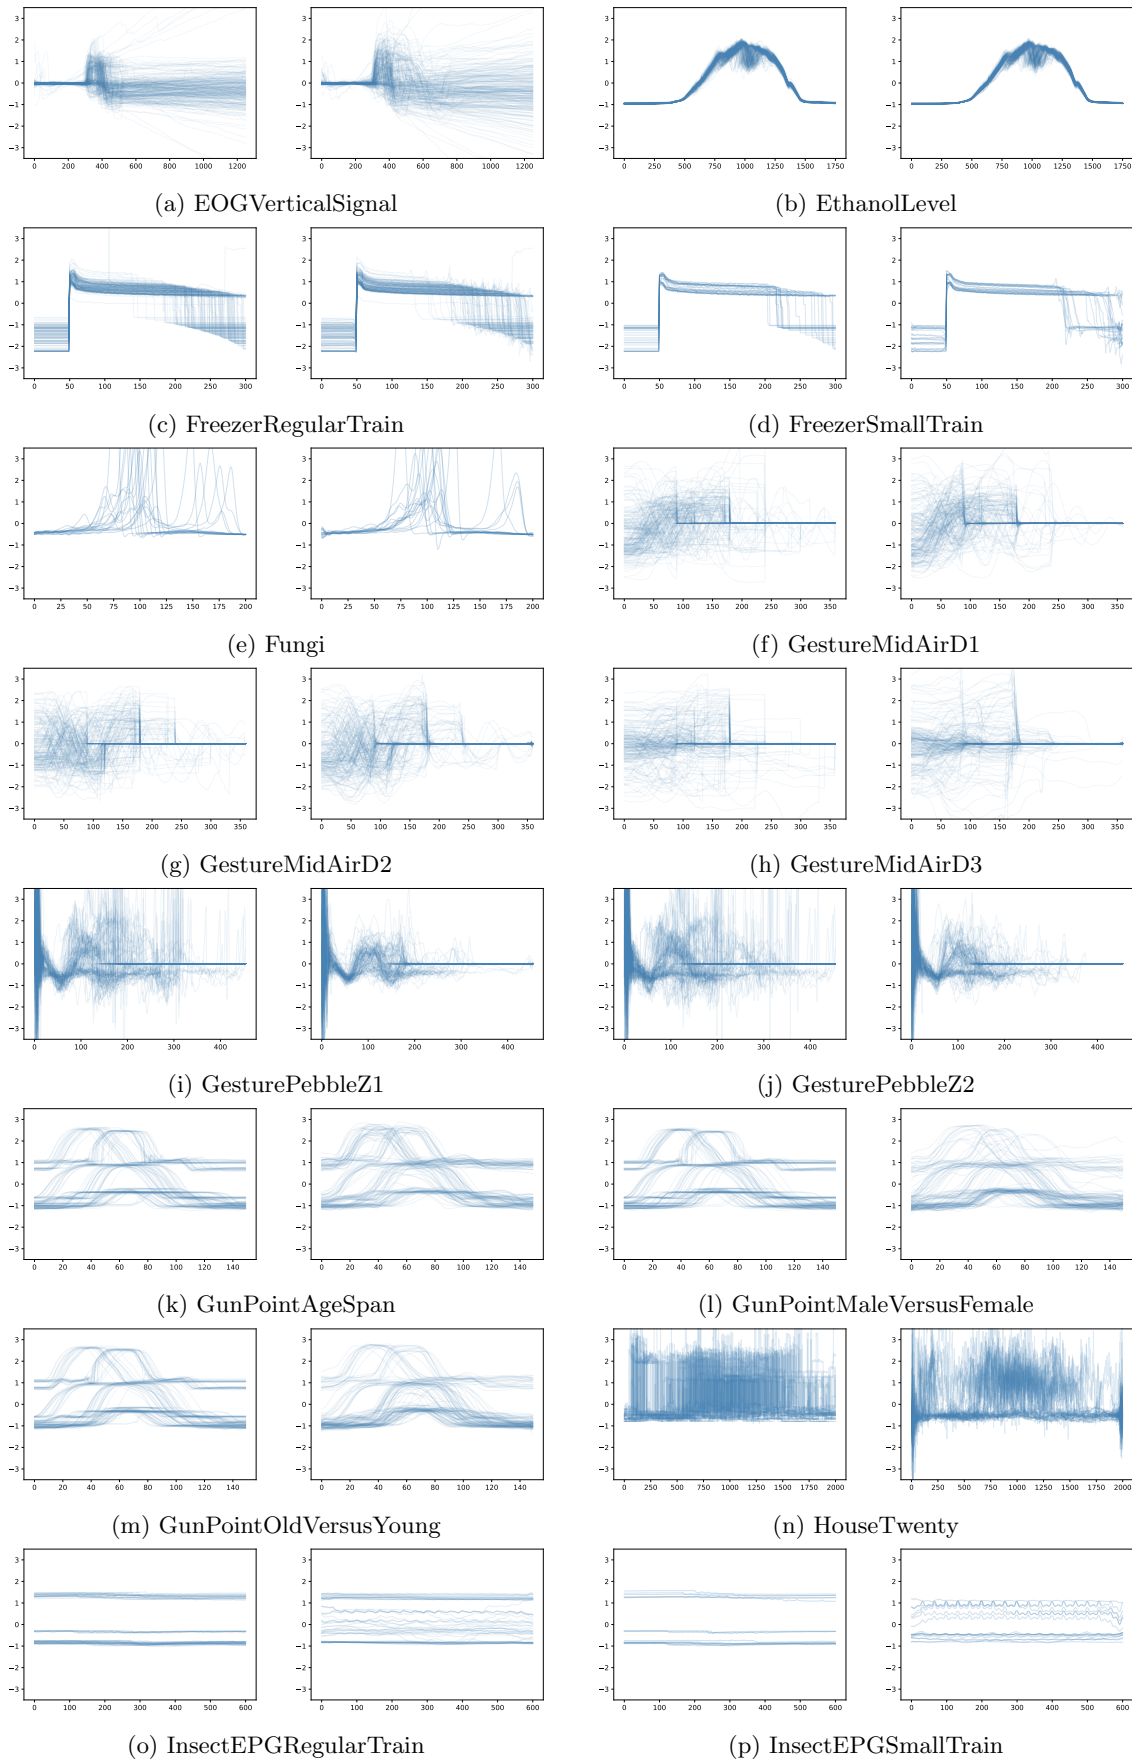 (a) EOGVerticalSignal
(b) EthanolLevel
(c) FreezerRegularTrain
(d) FreezerSmallTrain
(e) Fungi
(f) GestureMidAirD1
(g) GestureMidAirD2
(h) GestureMidAirD3
(i) GesturePebbleZ1
(j) GesturePebbleZ2
(k) GunPointAgeSpan
(l) GunPointMaleVersusFemale
(m) GunPointOldVersusYoung
(n) HouseTwenty
(o) InsectEPGRegularTrain
(p) InsectEPGSmallTrain